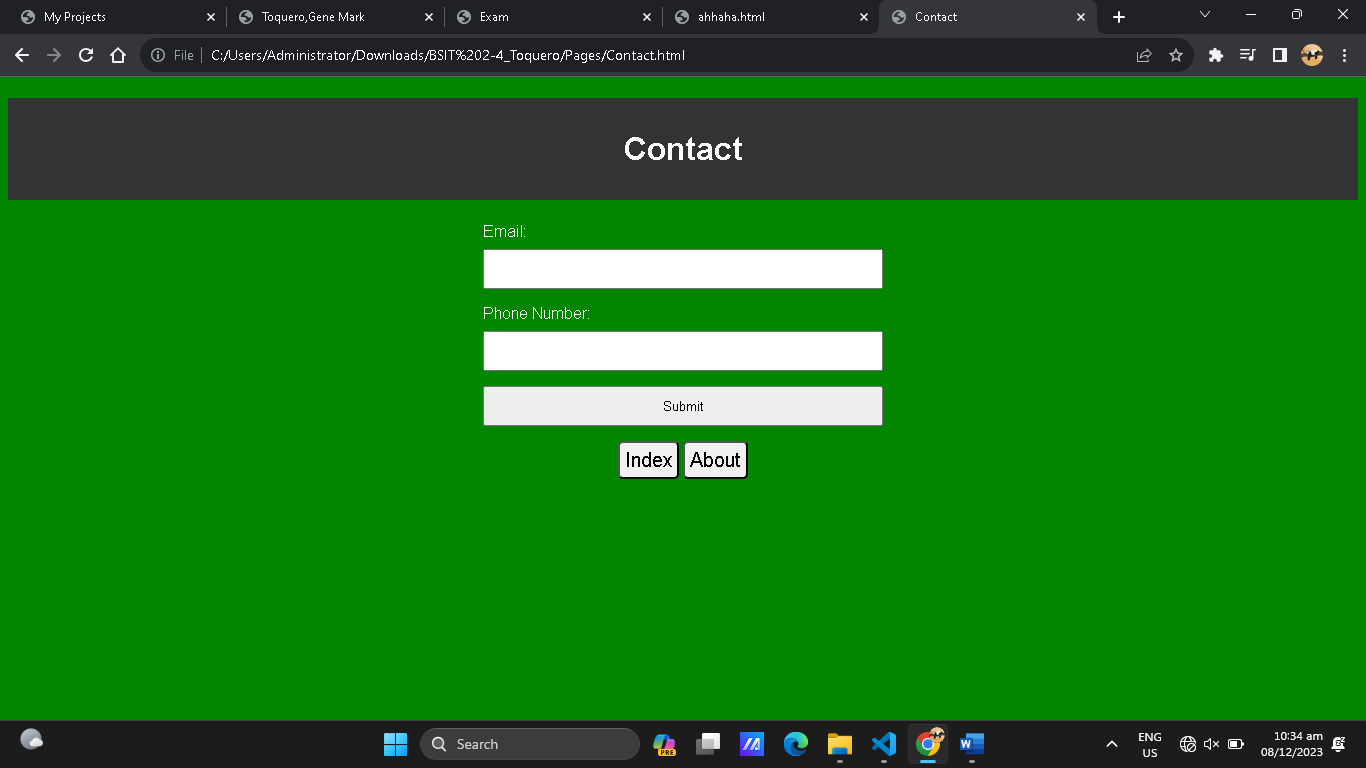 My Projects
Toquero,Gene Mark
Exam
ahhaha.html
Contact
File
C:/Users/Administrator/Downloads/BSIT%202-4_Toquero/Pages/Contact.html
Contact
Email:
Phone Number:
Submit
Index
About
Search
PRE
W
ENG
US
10:34 am
08/12/2023